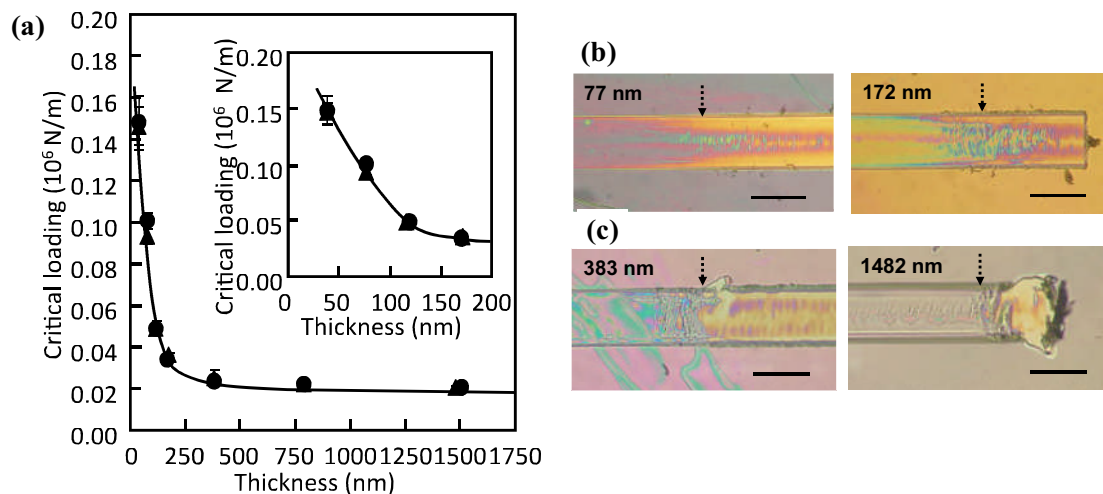 (a)
Critical loading (10⁶ N/m)
0.20
0.18
0.16
0.14
0.12
0.10
0.08
0.06
0.04
0.02
0.00
0 250 500 750 1000 1250 1500 1750
Thickness (nm)
Critical loading (10⁶ N/m)
0.20
0.15
0.10
0.05
0.00
0 50 100 150 200
Thickness (nm)
(b)
77 nm
172 nm
(c)
383 nm
1482 nm